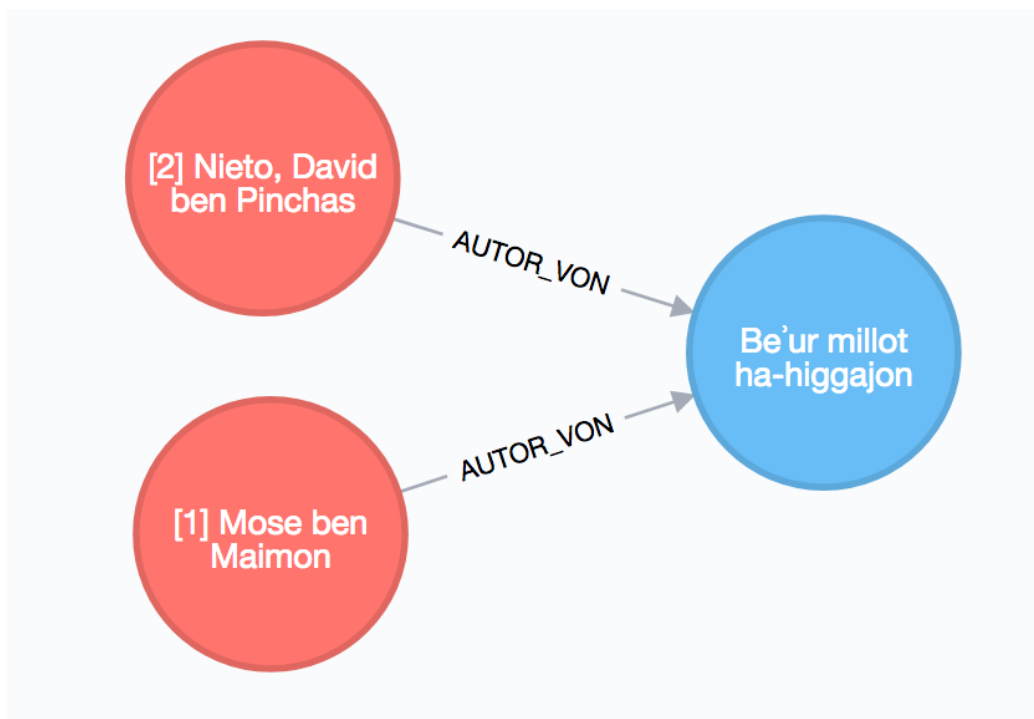 [2] Nieto, David
ben Pinchas
AUTOR_VON
Be᾽ur millot
ha-higgajon
AUTOR_VON
[1] Mose ben
Maimon